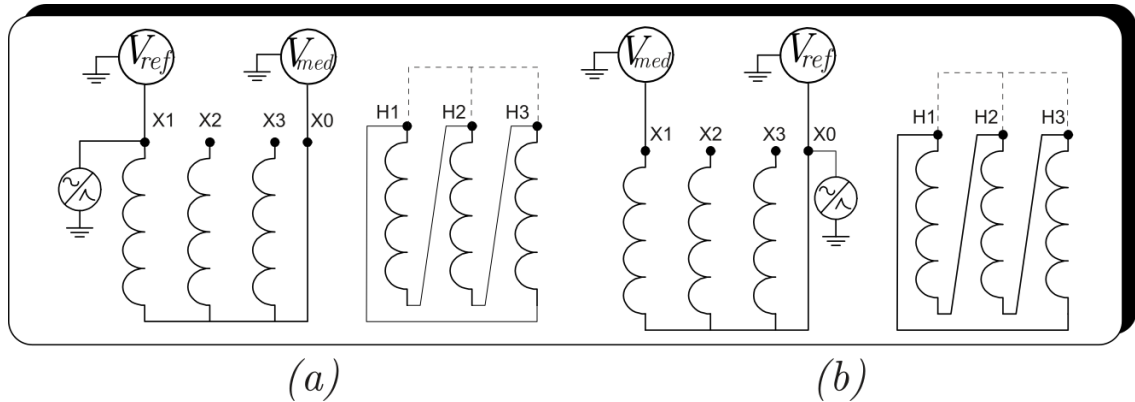 Vref
Vmed
X1 X2 X3 X0
H1 H2 H3
Vmed
Vref
X1 X2 X3 X0
H1 H2 H3
(a)
(b)